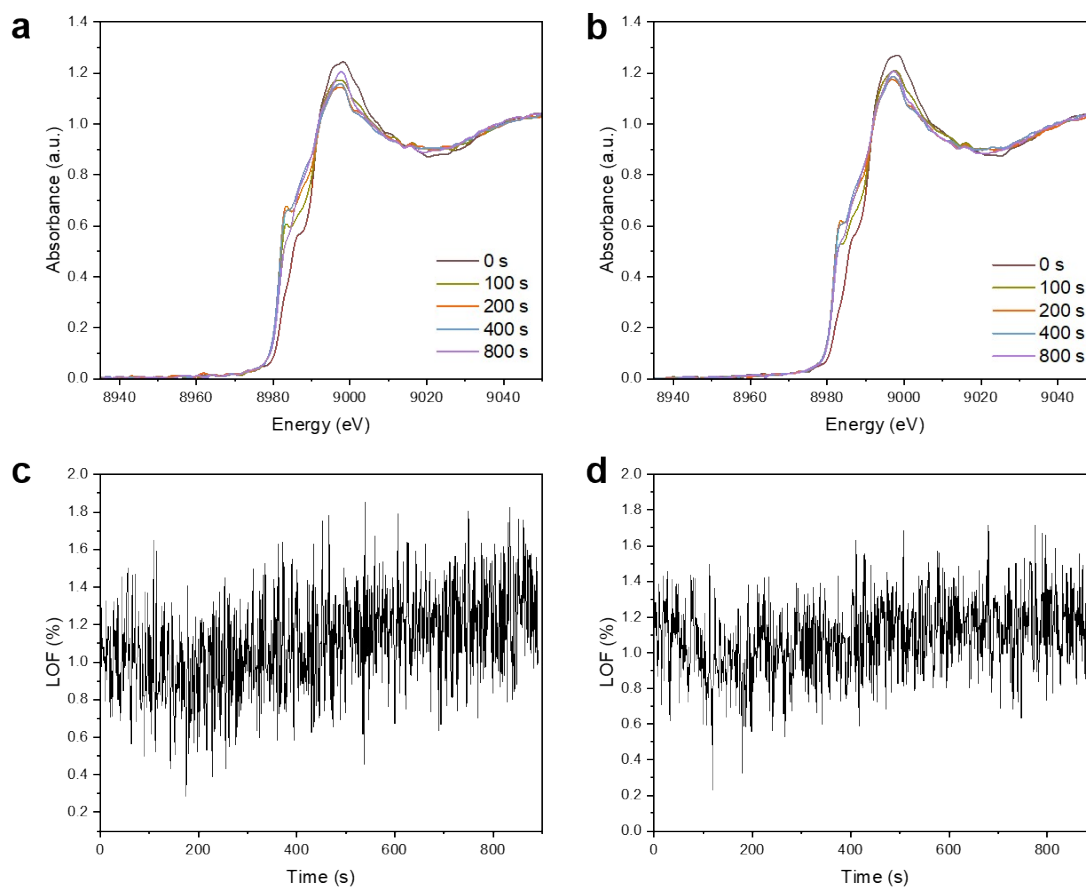 a
1.4
1.2
1.0
0.8
0.6
0.4
0.2
0.0
Absorbance (a.u.)
0 s
100 s
200 s
400 s
800 s
8940 8960 8980 9000 9020 9040
Energy (eV)
b
1.4
1.2
1.0
0.8
0.6
0.4
0.2
0.0
Absorbance (a.u.)
0 s
100 s
200 s
400 s
800 s
8940 8960 8980 9000 9020 9040
Energy (eV)
c
2.0
1.8
1.6
1.4
1.2
1.0
0.8
0.6
0.4
0.2
LOF (%)
0 200 400 600 800
Time (s)
d
2.0
1.8
1.6
1.4
1.2
1.0
0.8
0.6
0.4
0.2
0.0
LOF (%)
0 200 400 600 800
Time (s)